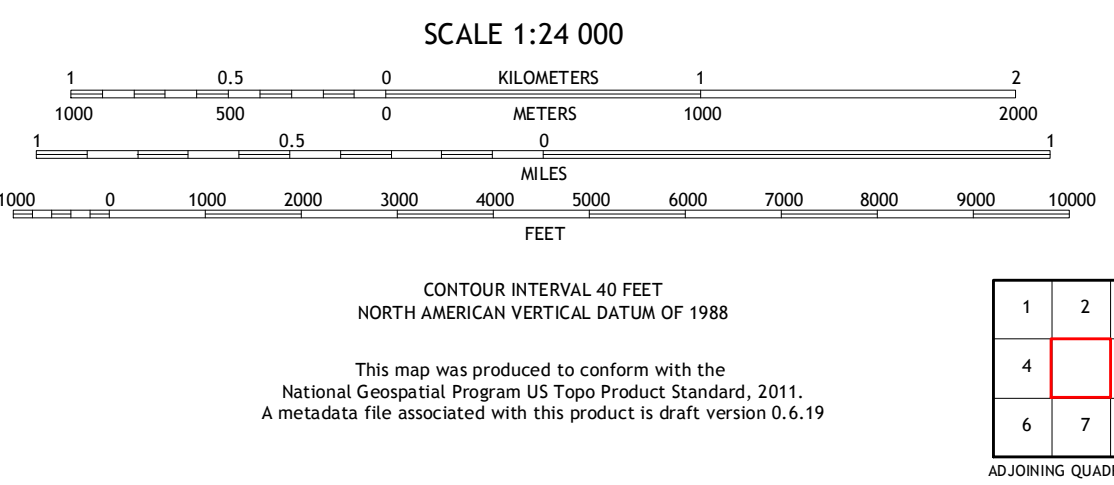 SCALE 1:24 000
1 0.5 0 KILOMETERS 1 2
1000 500 0 METERS 1000 2000
1 0.5 0 1
MILES
1000 0 1000 2000 3000 4000 5000 6000 7000 8000 9000 10000
FEET
CONTOUR INTERVAL 40 FEET
NORTH AMERICAN VERTICAL DATUM OF 1988
This map was produced to conform with the
National Geospatial Program US Topo Product Standard, 2011.
A metadata file associated with this product is draft version 0.6.19
1 2
4
6 7
ADJOINING QUAD